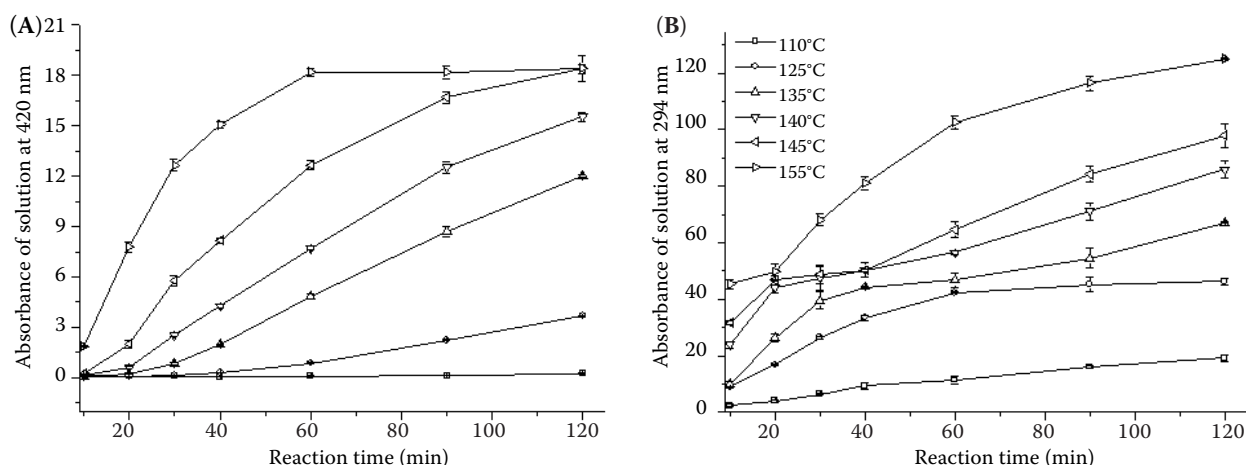 (A)
Absorbance of solution at 420 nm
21
18
15
12
9
6
3
0
20 40 60 80 100 120
Reaction time (min)
(B)
Absorbance of solution at 294 nm
120
100
80
60
40
20
0
110°C
125°C
135°C
140°C
145°C
155°C
20 40 60 80 100 120
Reaction time (min)